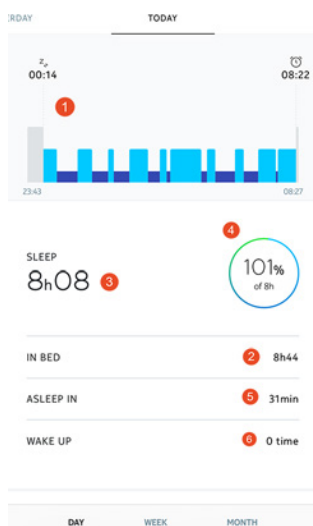 ERDAY TODAY
z z
00:14 08:22
1
23:43 08:27
4
SLEEP
8h08 3
101%
of 8h
IN BED 2 8h44
ASLEEP IN 5 31min
WAKE UP 6 0 time
DAY WEEK MONTH